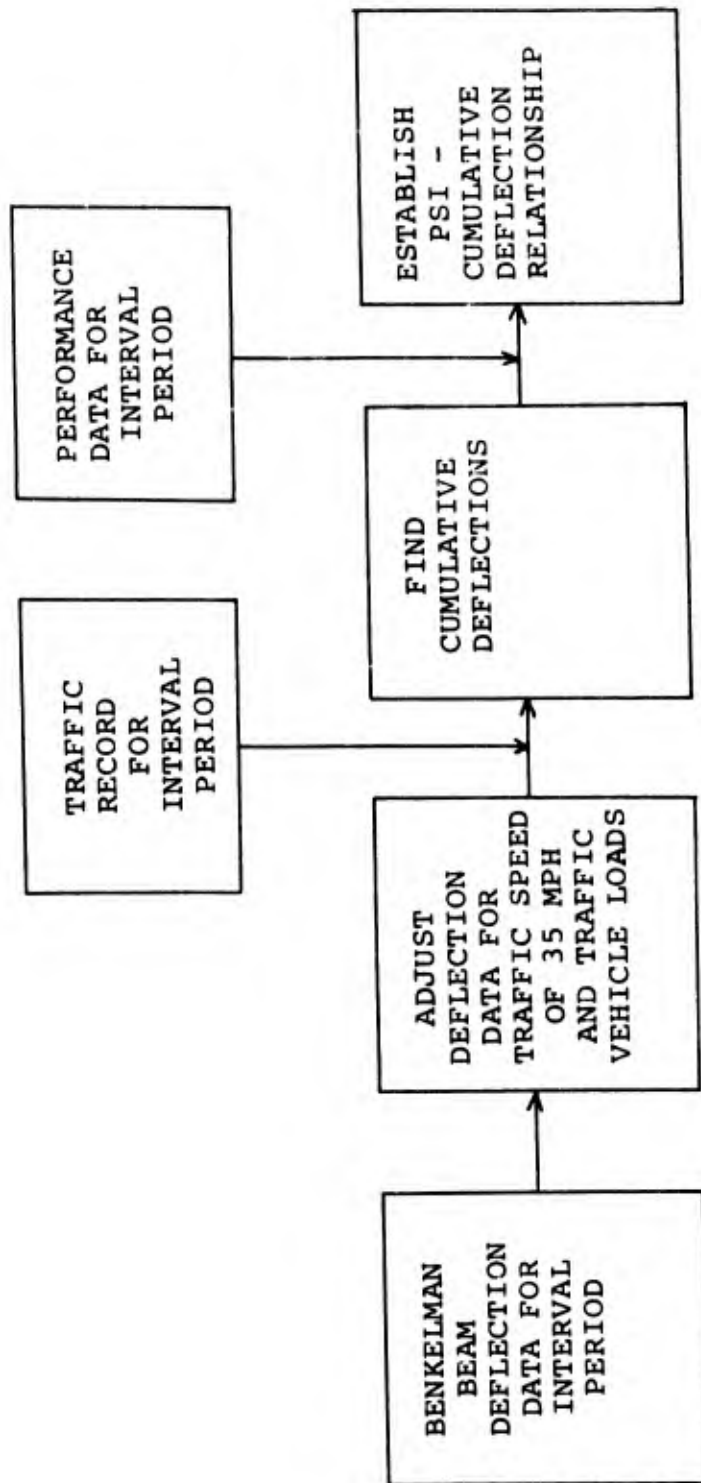 BENKELMAN
BEAM
DEFLECTION
DATA FOR
INTERVAL
PERIOD
ADJUST
DEFLECTION
DATA FOR
TRAFFIC SPEED
OF 35 MPH
AND TRAFFIC
VEHICLE LOADS
TRAFFIC
RECORD
FOR
INTERVAL
PERIOD
FIND
CUMULATIVE
DEFLECTIONS
PERFORMANCE
DATA FOR
INTERVAL
PERIOD
ESTABLISH
PSI -
CUMULATIVE
DEFLECTION
RELATIONSHIP